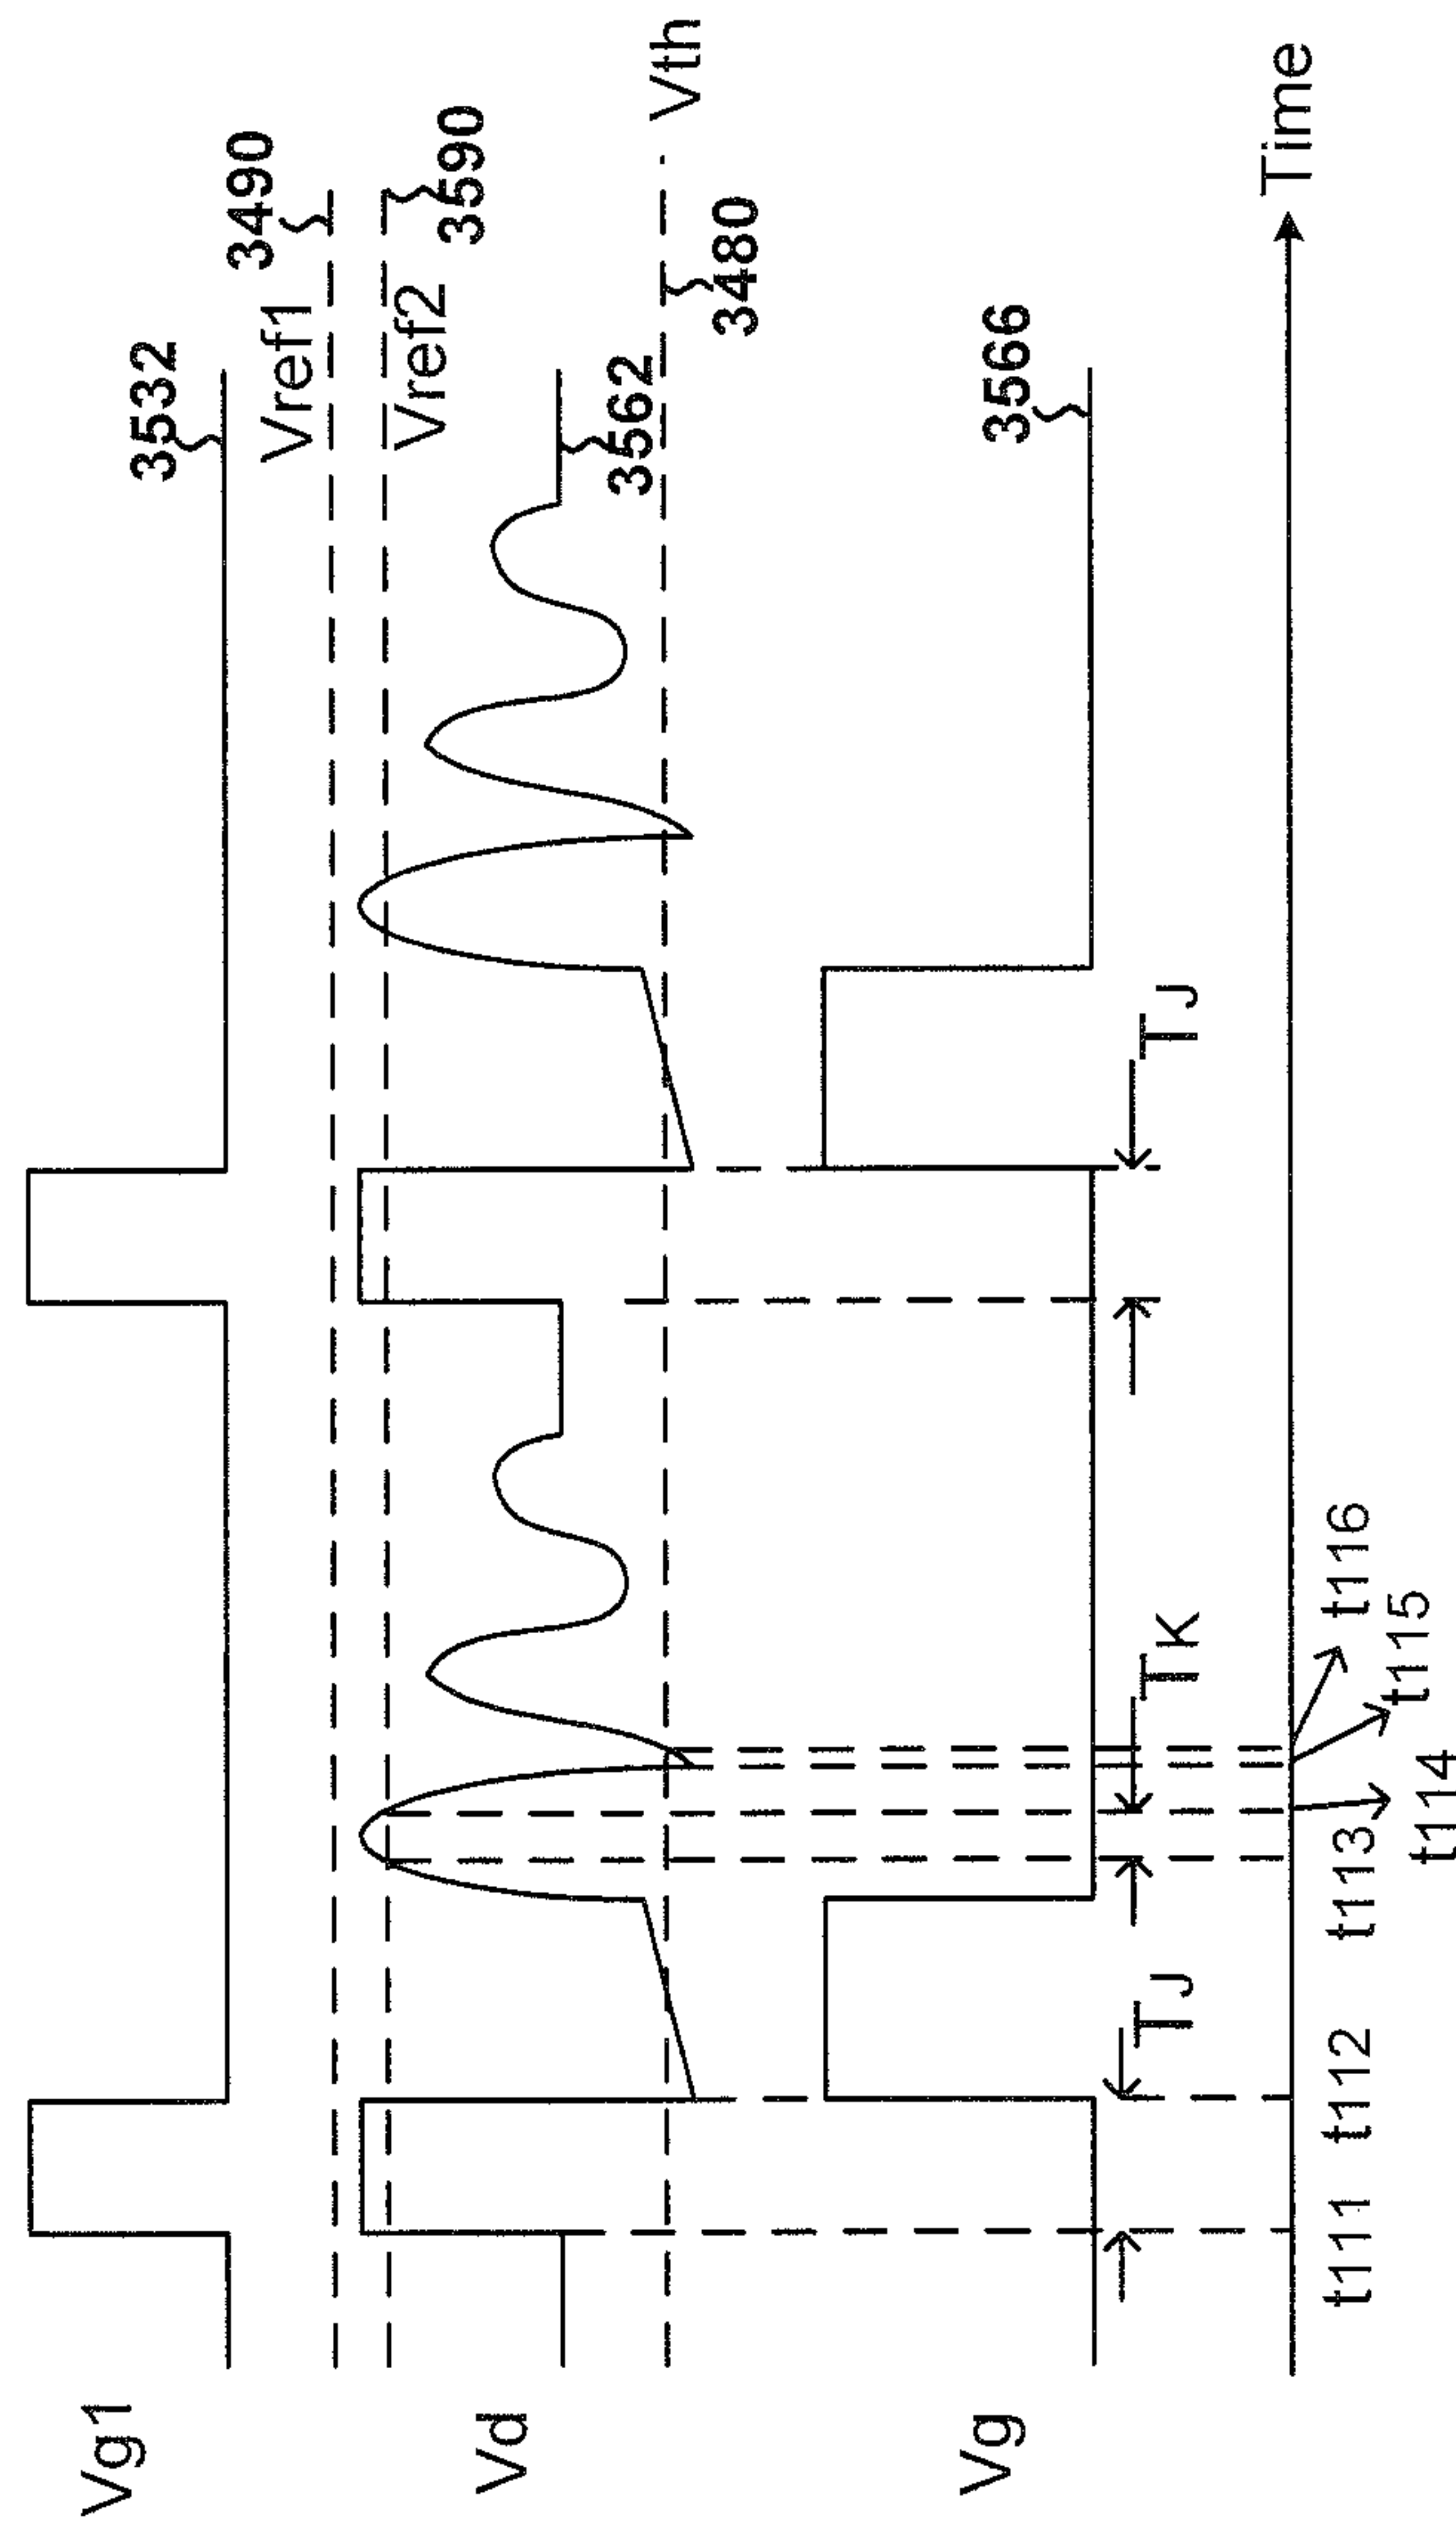 Vg1
3532
Vref1
3490
Vref2
3590
Vd
3562
Vth
3480
Vg
3566
TJ
TK
TJ
Time
t111
t112
t113
t114
t115
t116